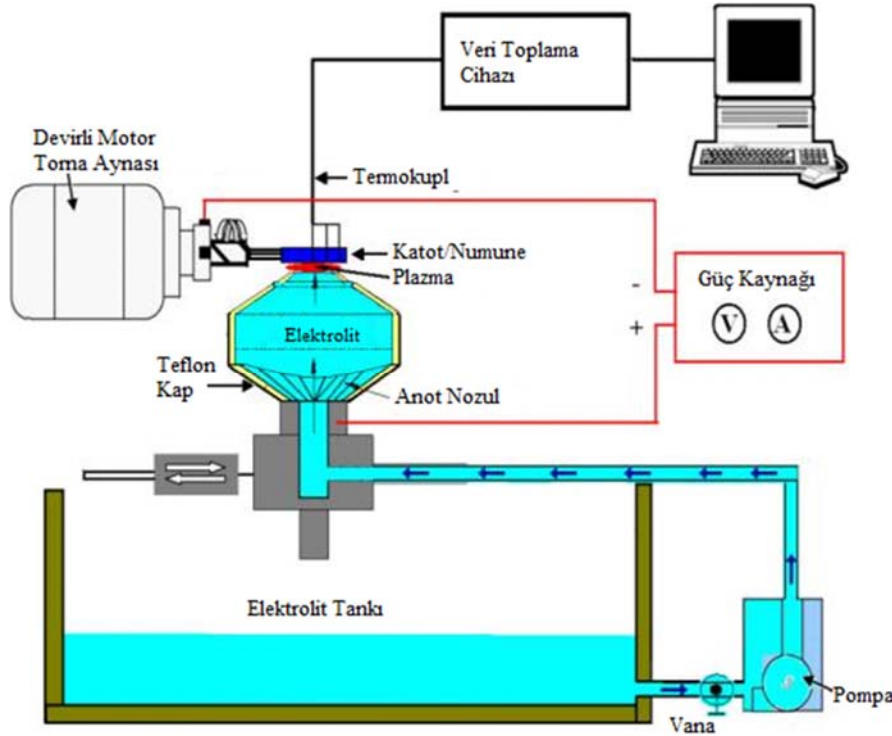 Veri Toplama
Cihazı
Devirli Motor
Torna Aynası
Termokupl
-
Katot/Numune
Plazma
-
Güç Kaynağı
V A
+
Elektrolit
Teflon
Kap
Anot Nozul
Elektrolit Tankı
Pompa
Vana